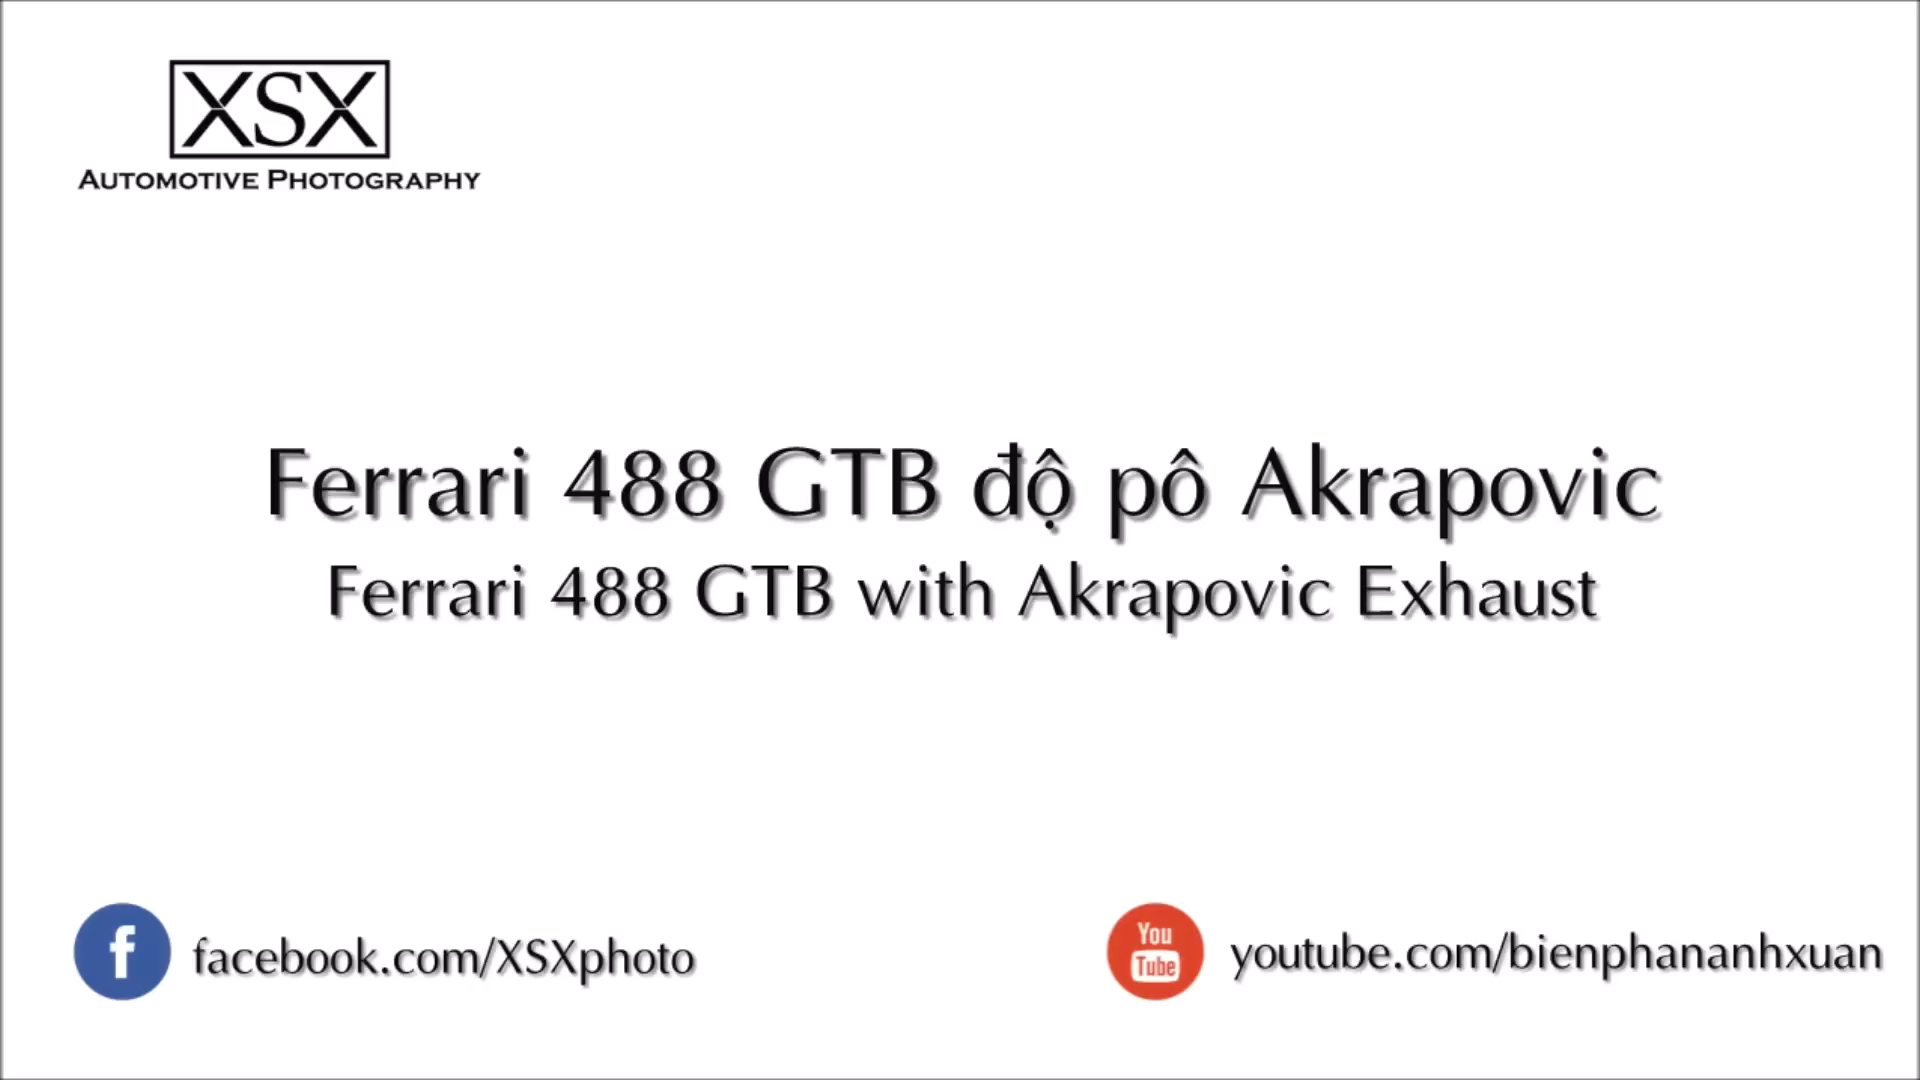 XSX
AUTOMOTIVE PHOTOGRAPHY
Ferrari 488 GTB độ pô Akrapovic
Ferrari 488 GTB with Akrapovic Exhaust
f facebook.com/XSXphoto
You
Tube
youtube.com/bienphananhxuan